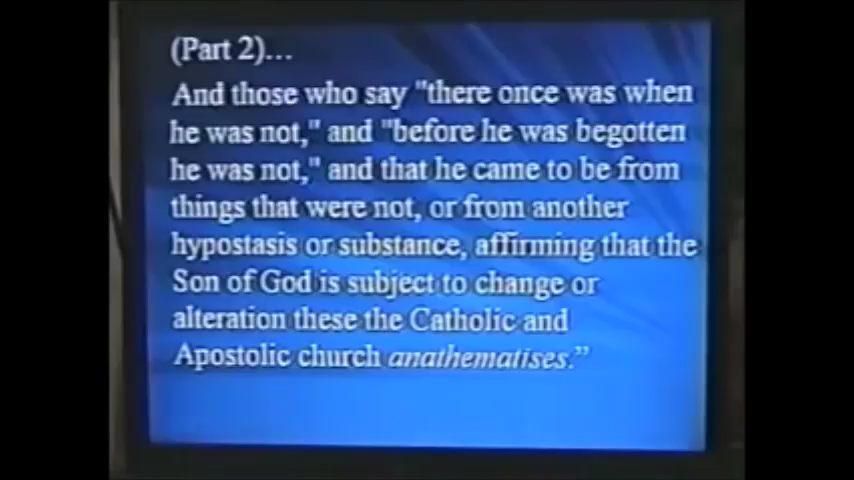 (Part 2)...
And those who say "there once was when
he was not," and "before he was begotten
he was not," and that he came to be from
things that were not, or from another
hypostasis or substance, affirming that the
Son of God is subject to change or
alteration these the Catholic and
Apostolic church anathematises.”